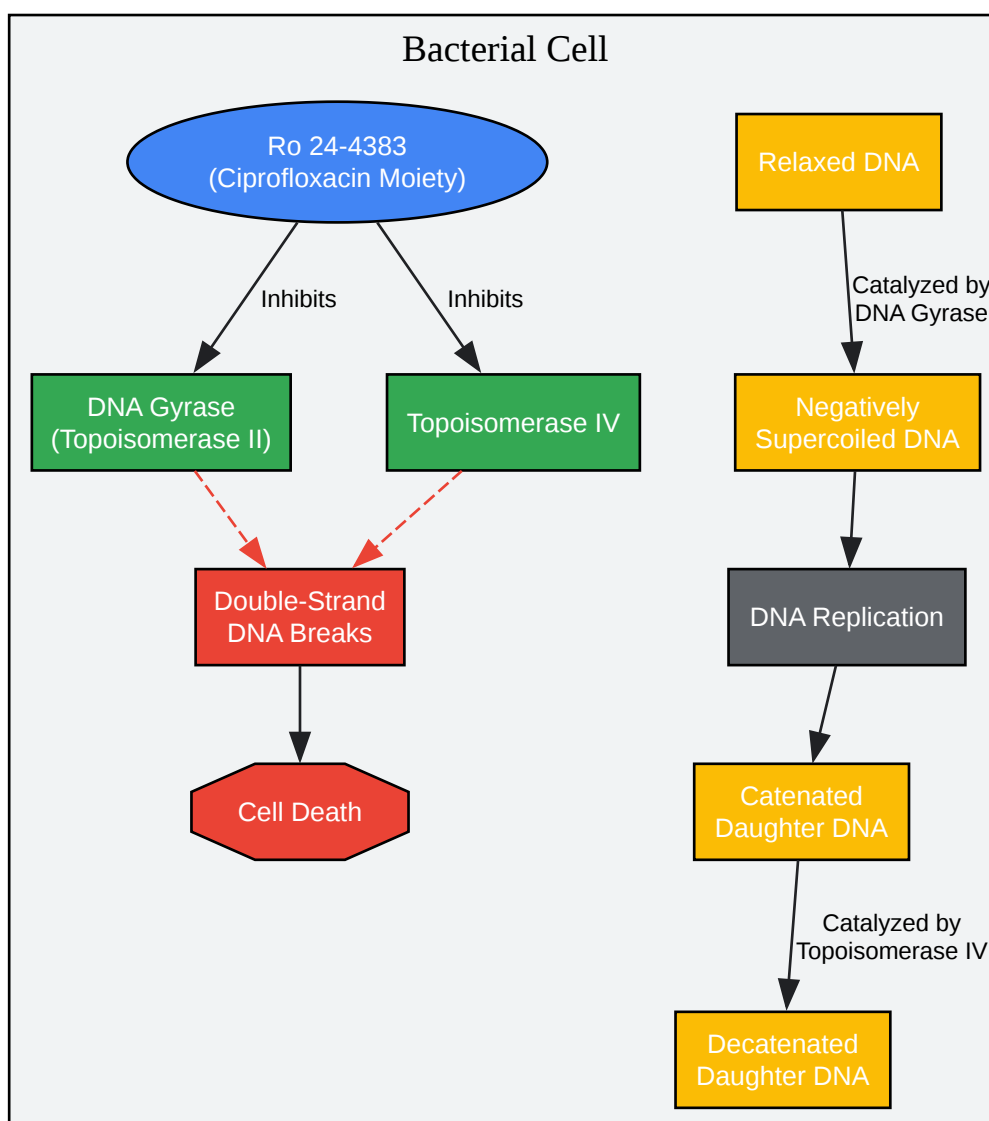 Bacterial Cell
Ro 24-4383
(Ciprofloxacin Moiety)
Inhibits
Inhibits
DNA Gyrase
(Topoisomerase II)
Topoisomerase IV
Double-Strand
DNA Breaks
Cell Death
Relaxed DNA
Catalyzed by
DNA Gyrase
Negatively
Supercoiled DNA
DNA Replication
Catenated
Daughter DNA
Catalyzed by
Topoisomerase IV
Decatenated
Daughter DNA